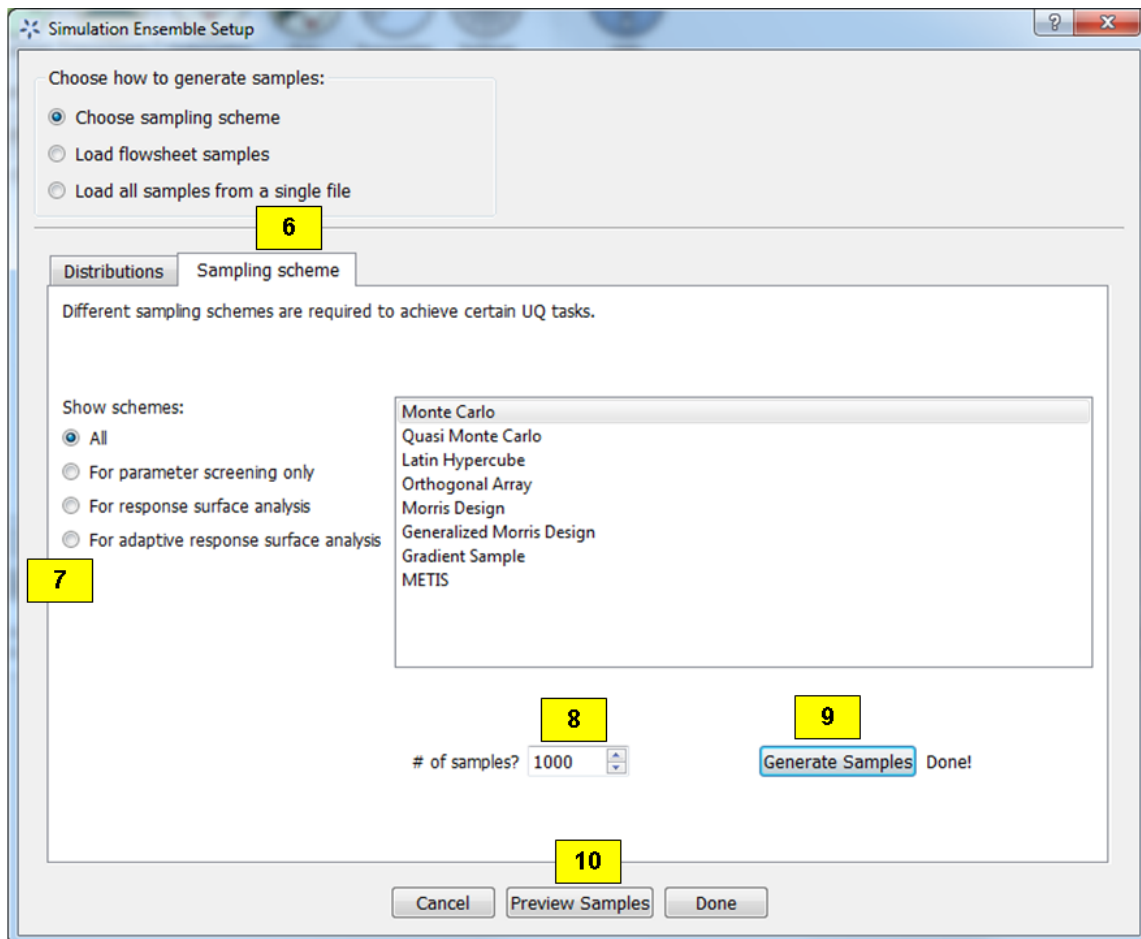 Simulation Ensemble Setup
?
X
Choose how to generate samples:
Choose sampling scheme
Load flowsheet samples
Load all samples from a single file
6
Distributions
Sampling scheme
Different sampling schemes are required to achieve certain UQ tasks.
Show schemes:
All
For parameter screening only
For response surface analysis
For adaptive response surface analysis
7
Monte Carlo
Quasi Monte Carlo
Latin Hypercube
Orthogonal Array
Morris Design
Generalized Morris Design
Gradient Sample
METIS
8
9
# of samples? 1000
Generate Samples Done!
10
Cancel
Preview Samples
Done